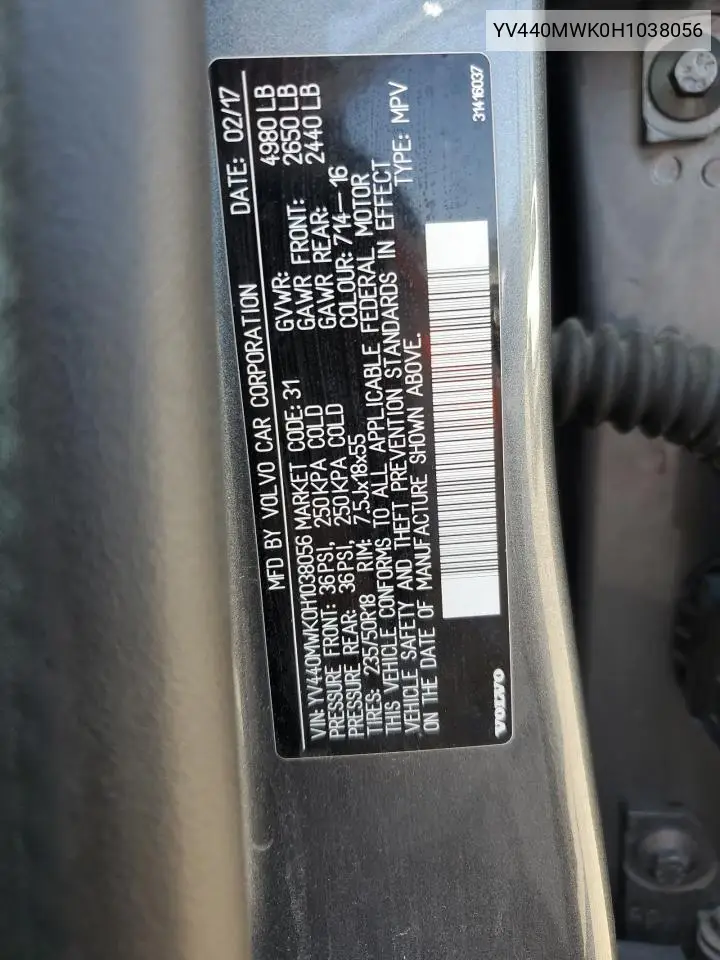 YV440MWK0H1038056
MFD BY VOLVO CAR CORPORATION DATE: 02/17
GVWR: 4980 LB
GAWR FRONT: 2650 LB
VIN: YV440MWK0H1038056 MARKET CODE: 31 GAWR REAR: 2440 LB
PRESSURE FRONT: 36PSI, 250KPA COLD COLOUR: 714—16
PRESSURE REAR: 36PSI, 250KPA COLD
TIRES: 235/50R18 RIM: 7.5Jx18x55
THIS VEHICLE CONFORMS TO ALL APPLICABLE FEDERAL MOTOR
VEHICLE SAFETY AND THEFT PREVENTION STANDARDS IN EFFECT
ON THE DATE OF MANUFACTURE SHOWN ABOVE. TYPE: MPV
VOLVO
31416037